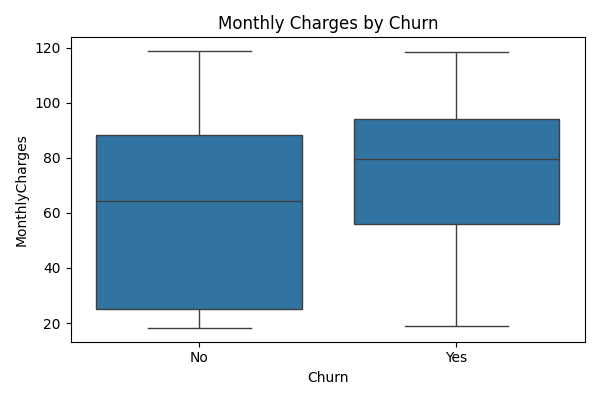 Monthly Charges by Churn
120
100
80
60
40
20
MonthlyCharges
No
Yes
Churn